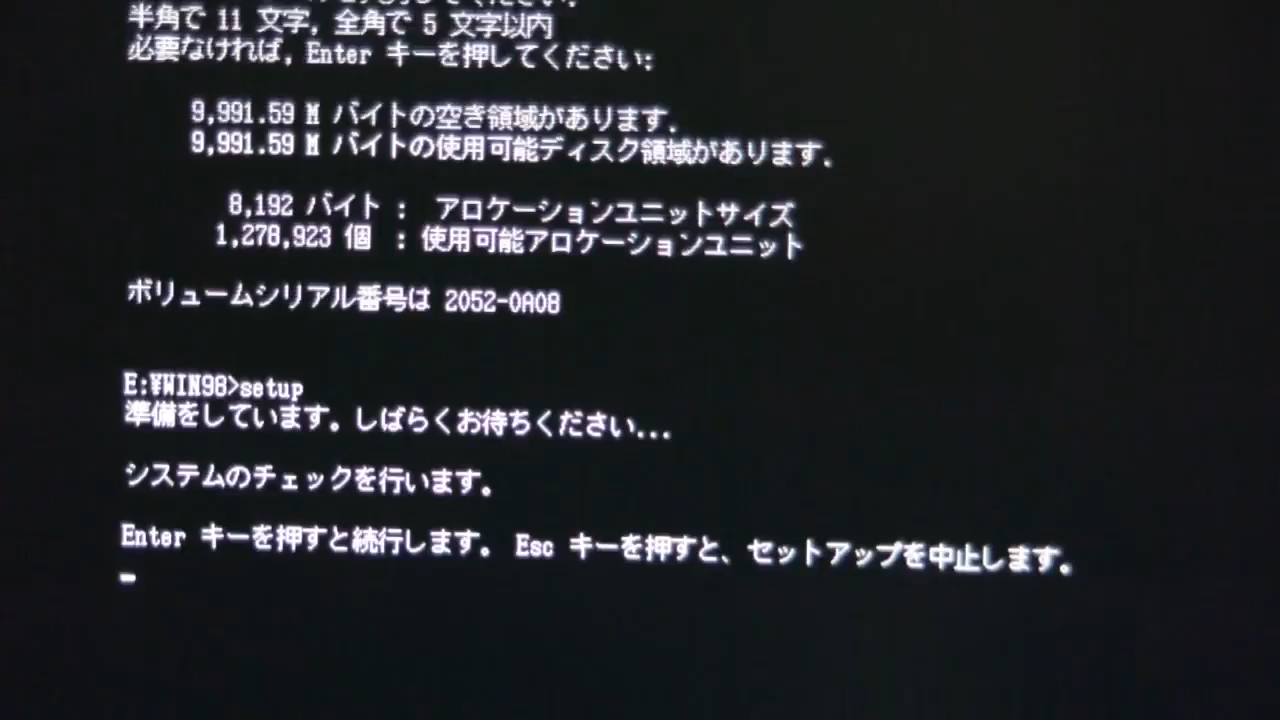 ください.
半角で 11 文字, 全角で 5 文字以内
必要なければ, Enter キーを押してください:
9,991.59 M バイトの空き領域があります.
9,991.59 M バイトの使用可能ディスク領域があります.
8,192 バイト : アロケーションユニットサイズ
1,278,923 個 : 使用可能アロケーションユニット
ボリュームシリアル番号は 2052-0A08
E:¥WIN98>setup
準備をしています。しばらくお待ちください...
システムのチェックを行います。
Enter キーを押すと続行します。 Esc キーを押すと、セットアップを中止します。